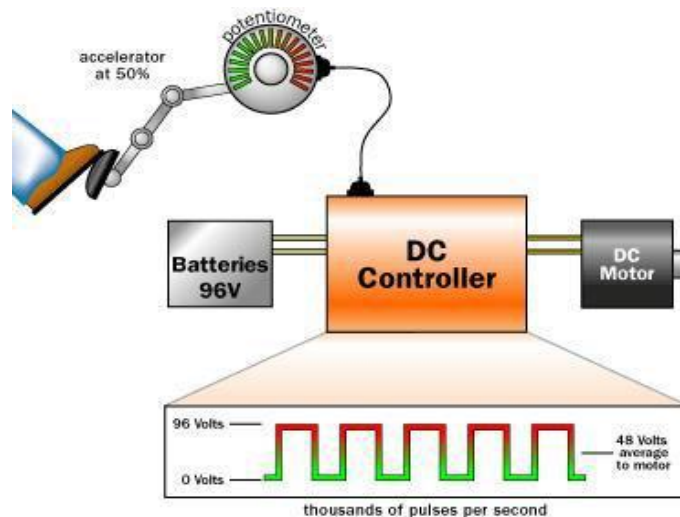 potentiometer
accelerator
at 50%
DC
Controller
Batteries
96V
DC
Motor
96 Volts
0 Volts
48 Volts
average
to motor
thousands of pulses per second